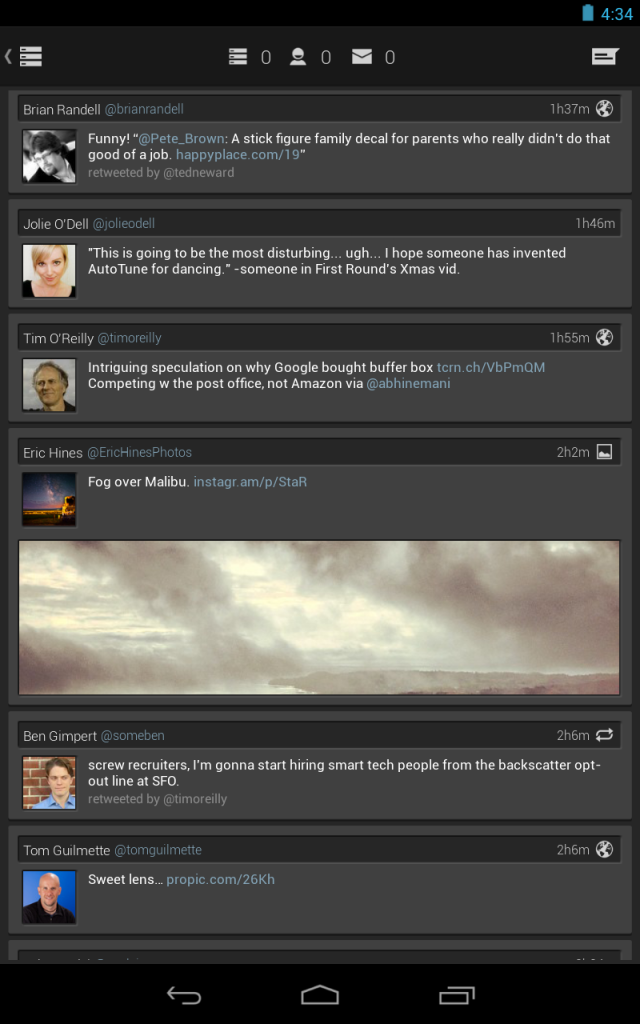 4:34
0 0 0
Brian Randell @brianrandell 1h37m
Funny! “@Pete_Brown: A stick figure family decal for parents who really didn't do that
good of a job. happyplace.com/19”
retweeted by @tedneward
Jolie O'Dell @jolieodell 1h46m
"This is going to be the most disturbing... ugh... I hope someone has invented
AutoTune for dancing." -someone in First Round's Xmas vid.
Tim O'Reilly @timoreilly 1h55m
Intriguing speculation on why Google bought buffer box tcrn.ch/VbPmQM
Competing w the post office, not Amazon via @abhinemani
Eric Hines @EricHinesPhotos 2h2m
Fog over Malibu. instagr.am/p/StaR
Ben Gimpert @someben 2h6m
screw recruiters, I'm gonna start hiring smart tech people from the backscatter opt-
out line at SFO.
retweeted by @timoreilly
Tom Guilmette @tomguilmette 2h6m
Sweet lens… propic.com/26Kh